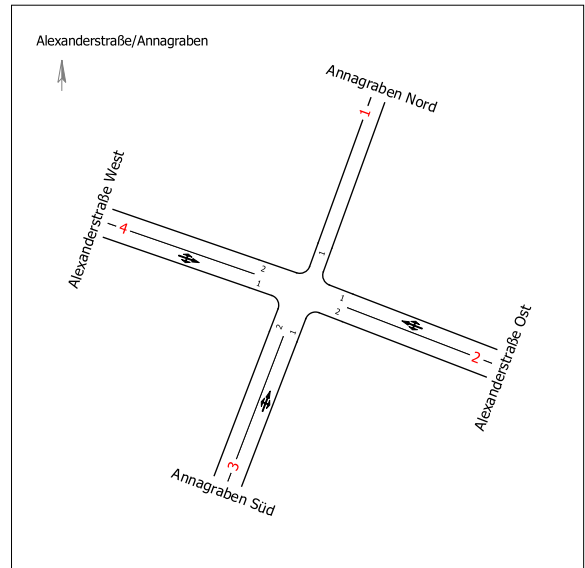 Alexanderstraße/Annagraben
Annagraben Nord
1
Alexanderstraße West
4
1
2
1
1
2
2
1
2
Alexanderstraße Ost
3
Annagraben Süd